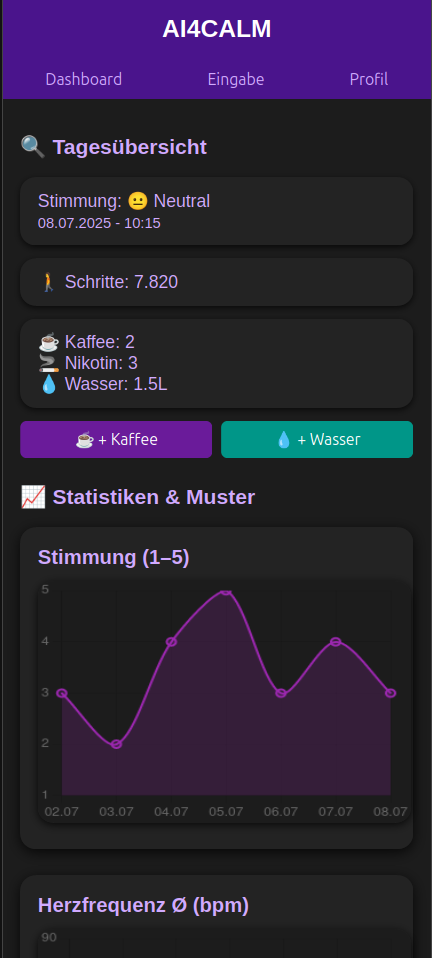 AI4CALM
Dashboard Eingabe Profil
🔍 Tagesübersicht
Stimmung: 😐 Neutral
08.07.2025 - 10:15
🚶 Schritte: 7.820
☕ Kaffee: 2
🚬 Nikotin: 3
💧 Wasser: 1.5L
☕ + Kaffee 💧 + Wasser
📈 Statistiken & Muster
Stimmung (1–5)
5
4
3
2
1
02.07 03.07 04.07 05.07 06.07 07.07 08.07
Herzfrequenz Ø (bpm)
90